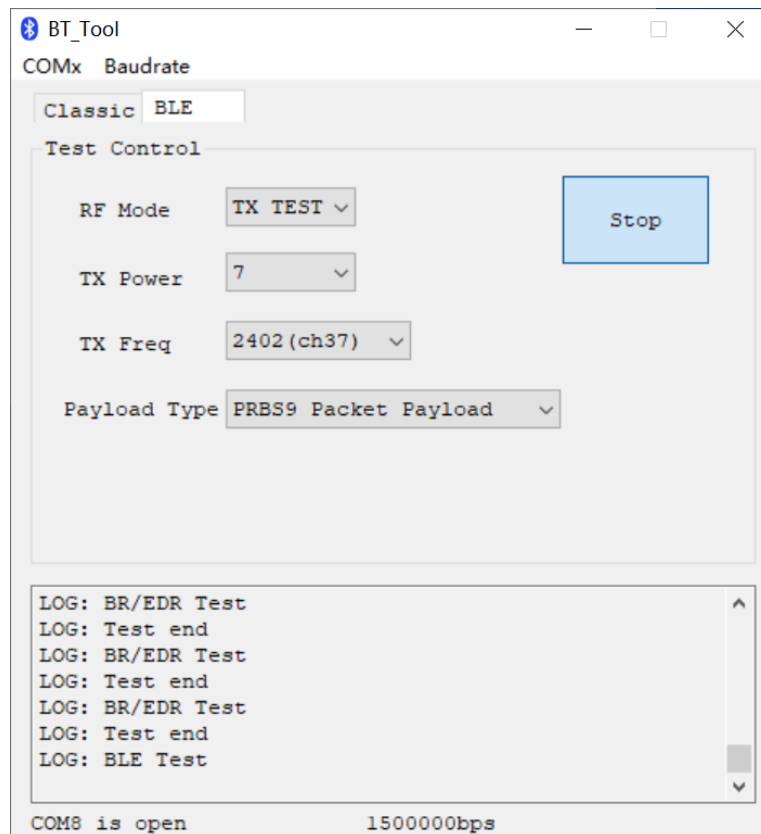 BT_Tool
COMx Baudrate
Classic BLE
Test Control
RF Mode TX TEST
Stop
TX Power 7
TX Freq 2402(ch37)
Payload Type PRBS9 Packet Payload
LOG: BR/EDR Test
LOG: Test end
LOG: BR/EDR Test
LOG: Test end
LOG: BR/EDR Test
LOG: Test end
LOG: BLE Test
COM8 is open 1500000bps